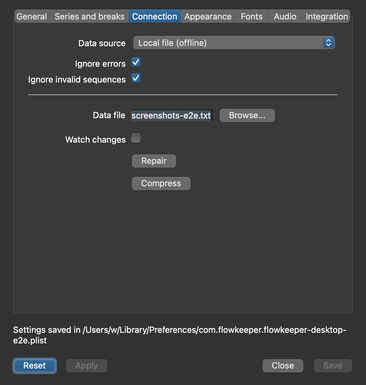 General Series and breaks Connection Appearance Fonts Audio Integration
Data source Local file (offline)
Ignore errors
Ignore invalid sequences
Data file screenshots-e2e.txt Browse...
Watch changes
Repair
Compress
Settings saved in /Users/w/Library/Preferences/com.flowkeeper.flowkeeper-desktop-
e2e.plist
Reset Apply Close Save